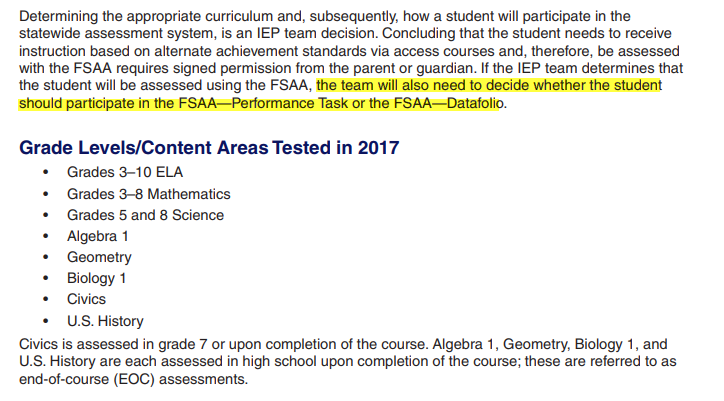 Determining the appropriate curriculum and, subsequently, how a student will participate in the
statewide assessment system, is an IEP team decision. Concluding that the student needs to receive
instruction based on alternate achievement standards via access courses and, therefore, be assessed
with the FSAA requires signed permission from the parent or guardian. If the IEP team determines that
the student will be assessed using the FSAA, the team will also need to decide whether the student
should participate in the FSAA—Performance Task or the FSAA—Datafolio.
Grade Levels/Content Areas Tested in 2017
• Grades 3–10 ELA
• Grades 3–8 Mathematics
• Grades 5 and 8 Science
• Algebra 1
• Geometry
• Biology 1
• Civics
• U.S. History
Civics is assessed in grade 7 or upon completion of the course. Algebra 1, Geometry, Biology 1, and
U.S. History are each assessed in high school upon completion of the course; these are referred to as
end-of-course (EOC) assessments.